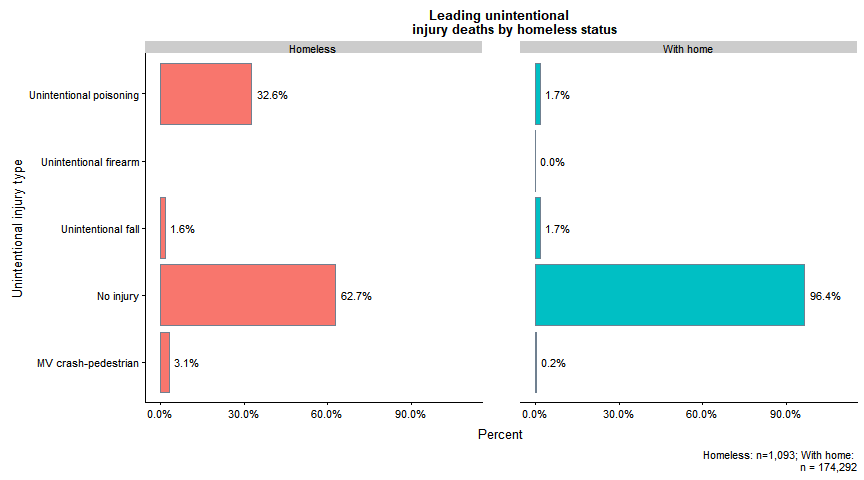 Leading unintentional
injury deaths by homeless status
Homeless
With home
Unintentional injury type
Unintentional poisoning
32.6%
1.7%
Unintentional firearm
0.0%
Unintentional fall
1.6%
1.7%
No injury
62.7%
96.4%
MV crash-pedestrian
3.1%
0.2%
0.0% 30.0% 60.0% 90.0%
0.0% 30.0% 60.0% 90.0%
Percent
Homeless: n=1,093; With home:
n = 174,292